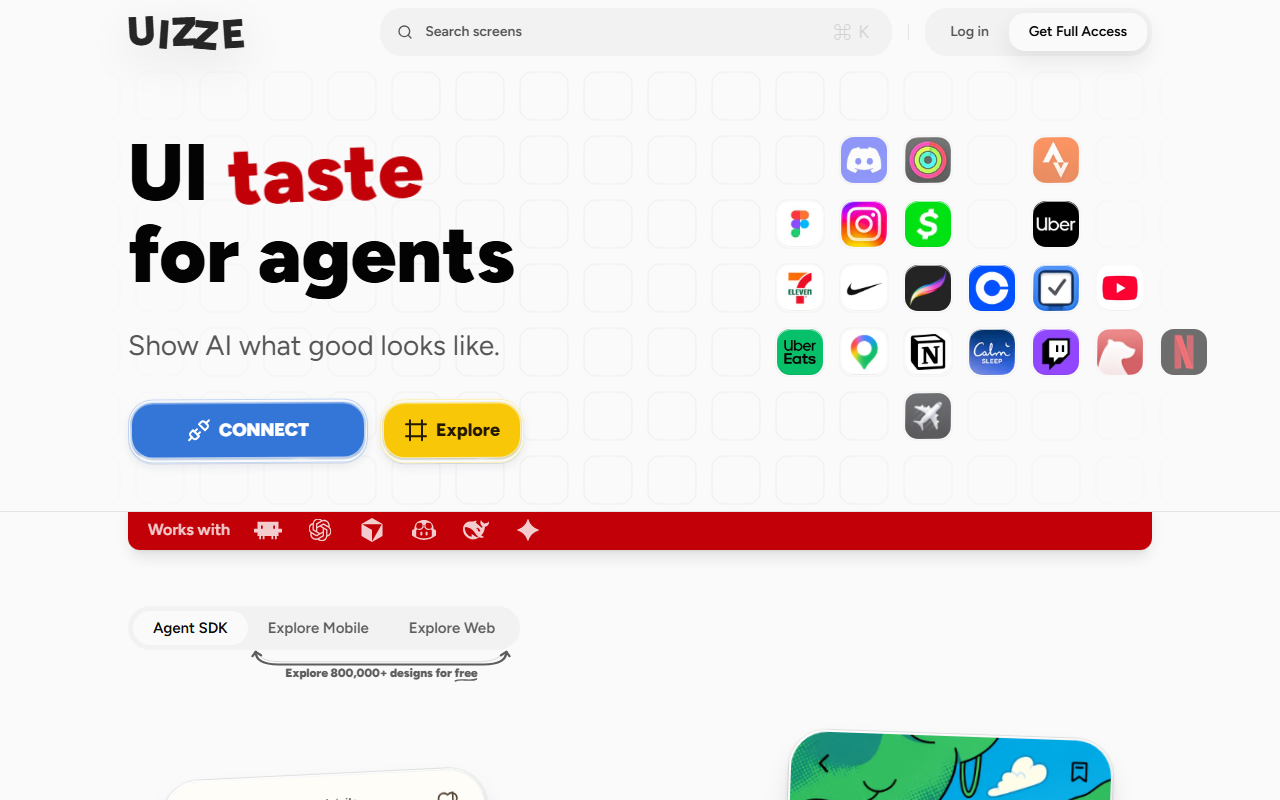 UIZZE
Search screens
⌘ K
Log in
Get Full Access
UI taste
for agents
Show AI what good looks like.
CONNECT
Explore
Uber
7
ELEVEN
Uber
Eats
N
Calm
SLEEP
N
Works with
Agent SDK
Explore Mobile
Explore Web
Explore 800,000+ designs for free